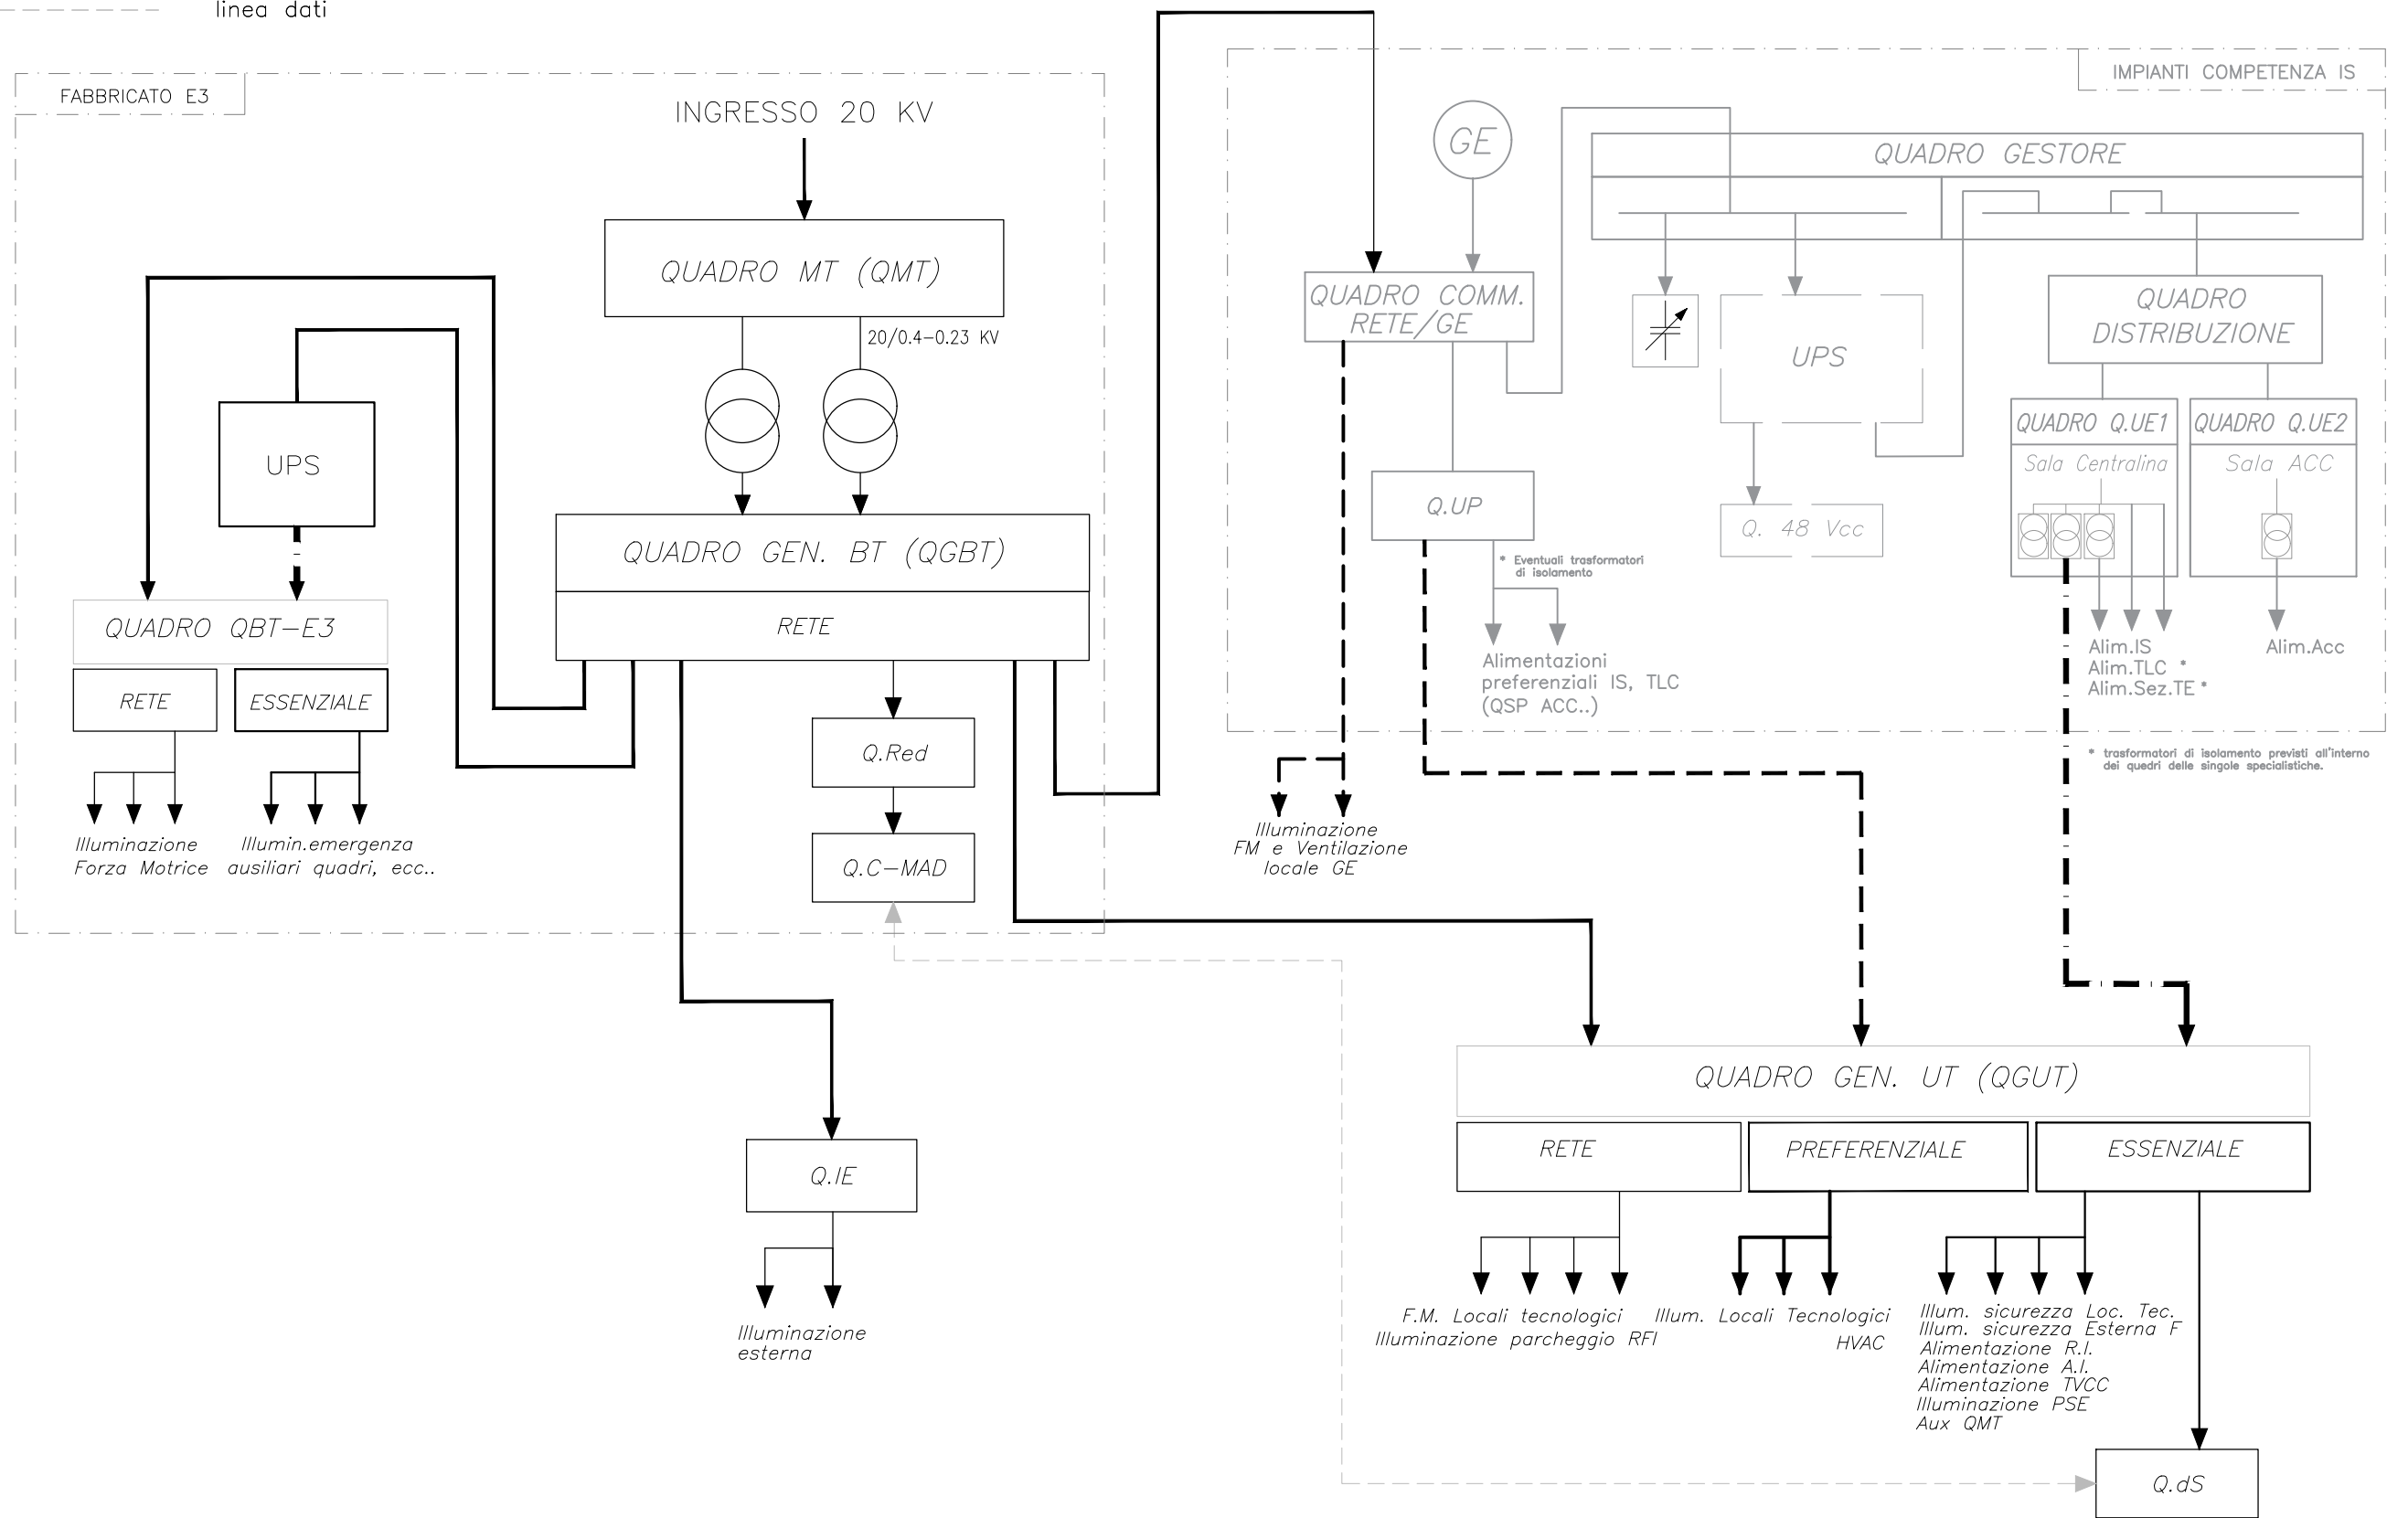 linea dati
FABBRICATO E3
IMPIANTI COMPETENZA IS
INGRESSO 20 KV
GE
QUADRO GESTORE
QUADRO MT (QMT)
QUADRO COMM.
RETE/GE
QUADRO
DISTRIBUZIONE
20/0.4-0.23 KV
UPS
QUADRO Q.UE1
QUADRO Q.UE2
UPS
Sala Centralina
Sala ACC
Q.UP
Q. 48 Vcc
QUADRO GEN. BT (QGBT)
* Eventuali trasformatori
di isolamento
QUADRO QBT-E3
RETE
Alimentazioni
preferenziali IS, TLC
(QSP ACC..)
Alim.IS
Alim.TLC *
Alim.Sez.TE *
Alim.Acc
RETE
ESSENZIALE
Q.Red
* trasformatori di isolamento previsti all'interno
dei quedri delle singole specialistiche.
Illuminazione
Forza Motrice
Illumin.emergenza
ausiliari quadri, ecc..
Q.C-MAD
Illuminazione
FM e Ventilazione
locale GE
QUADRO GEN. UT (QGUT)
Q.IE
RETE
PREFERENZIALE
ESSENZIALE
Illuminazione
esterna
F.M. Locali tecnologici
Illuminazione parcheggio RFI
Illum. Locali Tecnologici
HVAC
Illum. sicurezza Loc. Tec.
Illum. sicurezza Esterna F
Alimentazione R.I.
Alimentazione A.I.
Alimentazione TVCC
Illuminazione PSE
Aux QMT
Q.dS